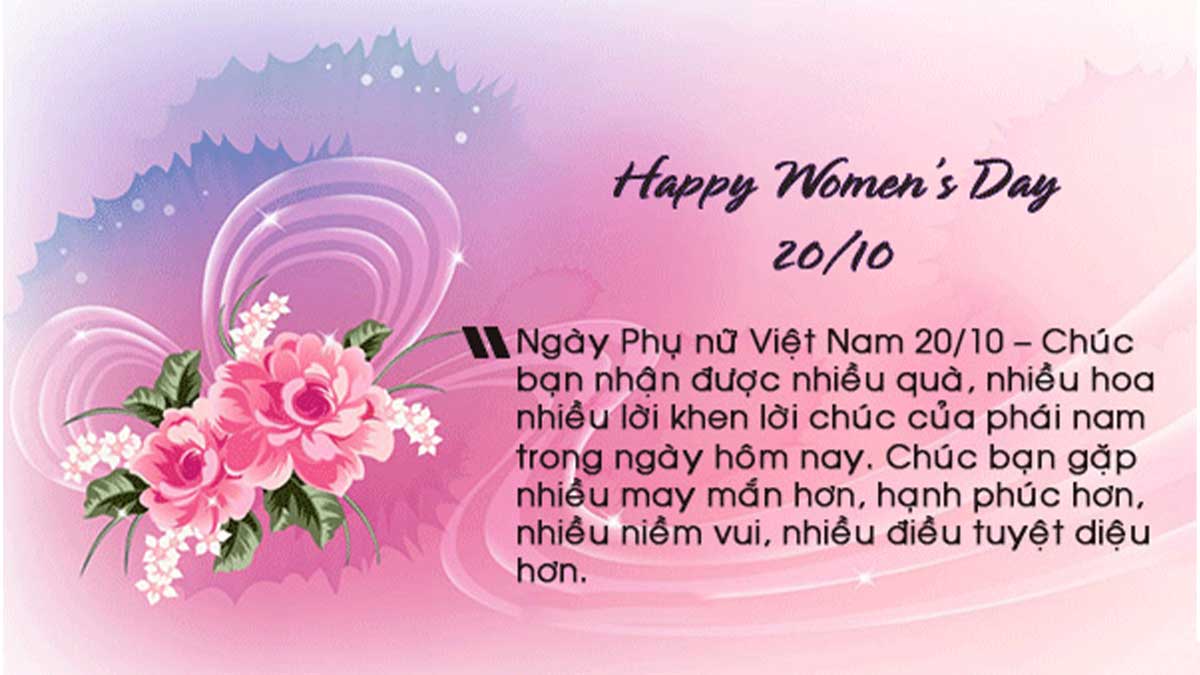 Happy Women's Day
20/10
"Ngày Phụ nữ Việt Nam 20/10 – Chúc
bạn nhận được nhiều quà, nhiều hoa
nhiều lời khen lời chúc của phái nam
trong ngày hôm nay. Chúc bạn gặp
nhiều may mắn hơn, hạnh phúc hơn,
nhiều niềm vui, nhiều điều tuyệt diệu
hơn.